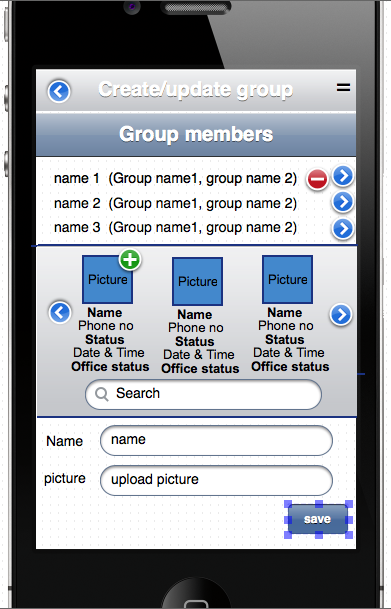 Create/update group
Group members
name 1 (Group name1, group name 2)
name 2 (Group name1, group name 2)
name 3 (Group name1, group name 2)
Picture Picture Picture
Name Name Name
Phone no Phone no Phone no
Status Status Status
Date & Time Date & Time Date & Time
Office status Office status Office status
Search
Name name
picture upload picture
save